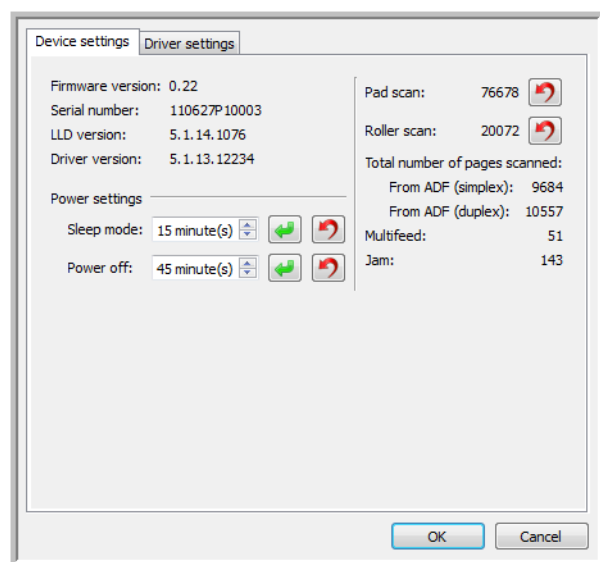 Device settings
Driver settings
Firmware version: 0.22
Serial number: 110627P10003
LLD version: 5.1.14.1076
Driver version: 5.1.13.12234
Power settings
Sleep mode: 15 minute(s)
Power off: 45 minute(s)
Pad scan: 76678
Roller scan: 20072
Total number of pages scanned:
From ADF (simplex): 9684
From ADF (duplex): 10557
Multifeed: 51
Jam: 143
OK
Cancel